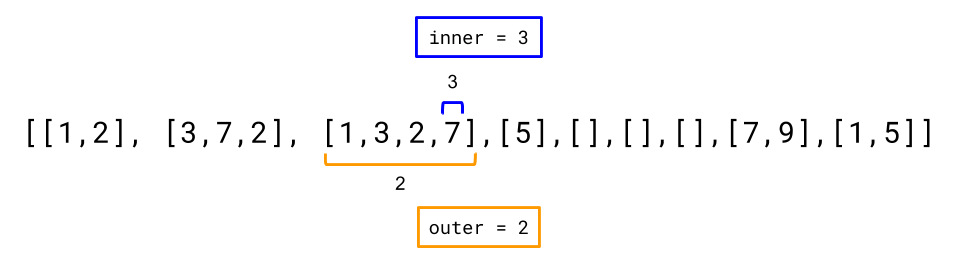 inner = 3
3
[[1,2], [3,7,2], [1,3,2,7],[5],[],[],[],[7,9],[1,5]]
2
outer = 2